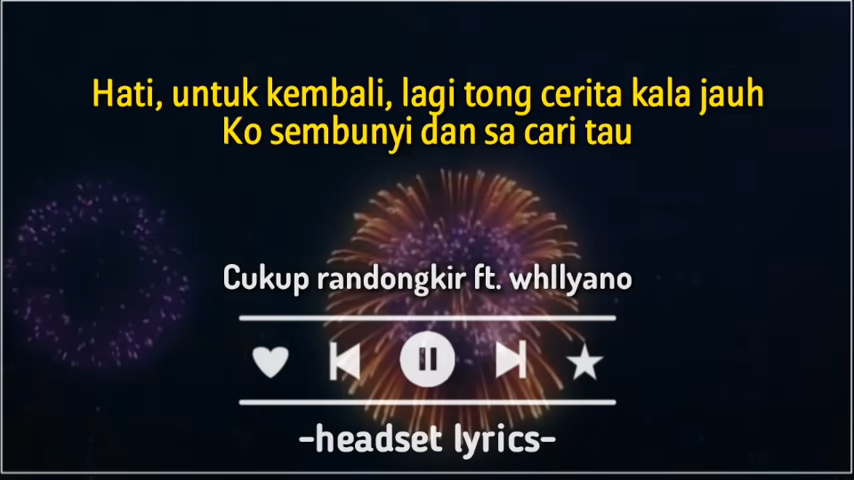 Hati, untuk kembali, lagi tong cerita kala jauh
Ko sembunyi dan sa cari tau
Cukup randongkir ft. whllyano
-headset lyrics-